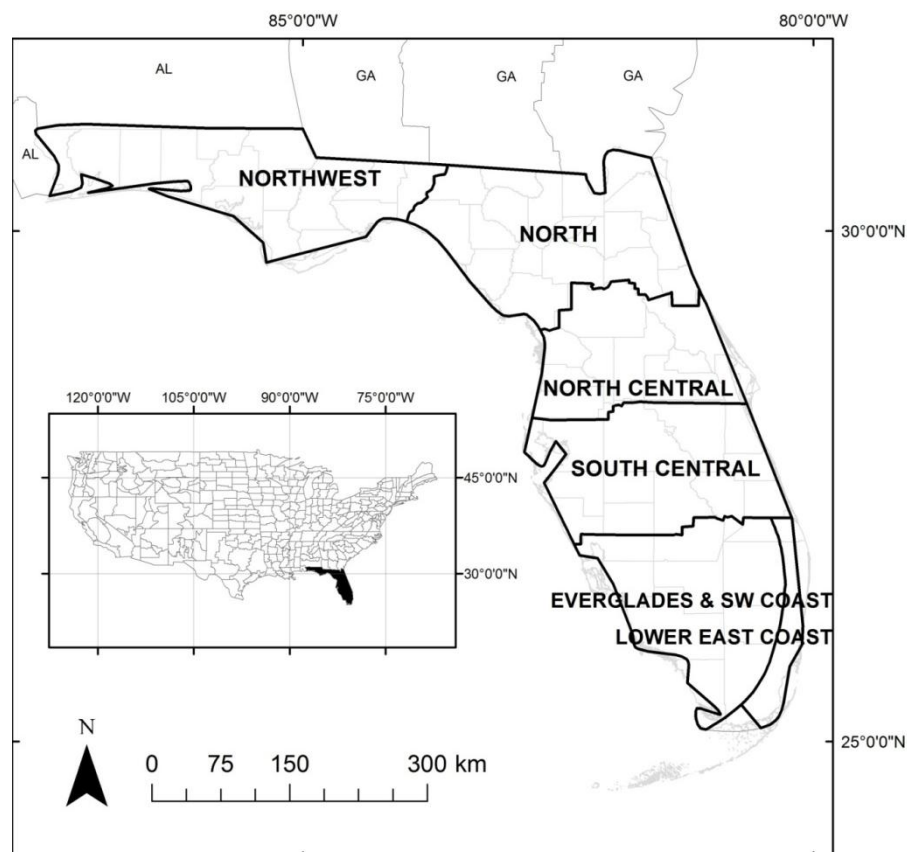 85°0'0"W
80°0'0"W
AL
GA
GA
GA
AL
NORTHWEST
NORTH
30°0'0"N
NORTH CENTRAL
120°0'0"W
105°0'0"W
90°0'0"W
75°0'0"W
SOUTH CENTRAL
45°0'0"N
30°0'0"N
EVERGLADES & SW COAST
LOWER EAST COAST
N
0 75 150 300 km
25°0'0"N